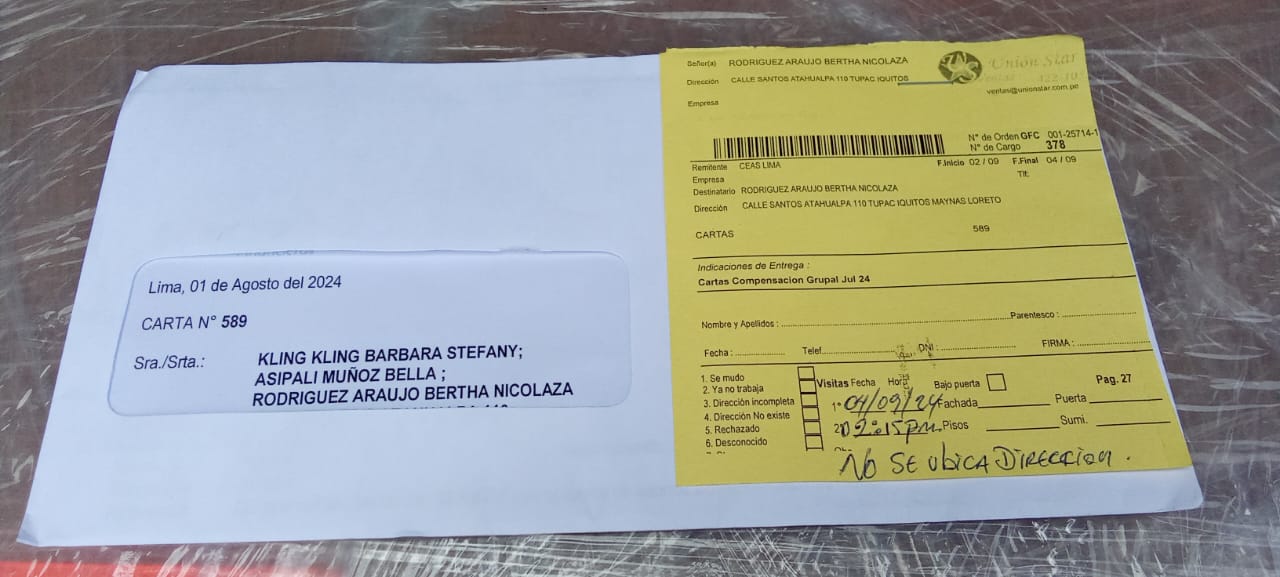 Lima, 01 de Agosto del 2024
CARTA N° 589
Sra./Srta.: KLING KLING BARBARA STEFANY;
ASIPALI MUÑOZ BELLA ;
RODRIGUEZ ARAUJO BERTHA NICOLAZA
Señor(a) RODRIGUEZ ARAUJO BERTHA NICOLAZA
Dirección CALLE SANTOS ATAHUALPA 110 TUPAC IQUITOS
Empresa
Unión Star
ventas@unionstar.com.pe
N° de Orden GFC 001-25714-1
N° de Cargo 378
Remitente CEAS LIMA F.Inicio 02 / 09 F.Final 04 / 09
Empresa Tlf:
Destinatario RODRIGUEZ ARAUJO BERTHA NICOLAZA
Dirección CALLE SANTOS ATAHUALPA 110 TUPAC IQUITOS MAYNAS LORETO
CARTAS 589
Indicaciones de Entrega :
Cartas Compensacion Grupal Jul 24
Nombre y Apellidos : Parentesco :
Fecha : Telef. DNI : FIRMA :
1. Se mudo
2. Ya no trabaja
3. Dirección incompleta
4. Dirección No existe
5. Rechazado
6. Desconocido
Visitas Fecha Hora Bajo puerta Pag. 27
1° 04/09/24 Fachada Puerta
2° 02:15pm Pisos Sumi.
NO SE UBICA DIRECCION.